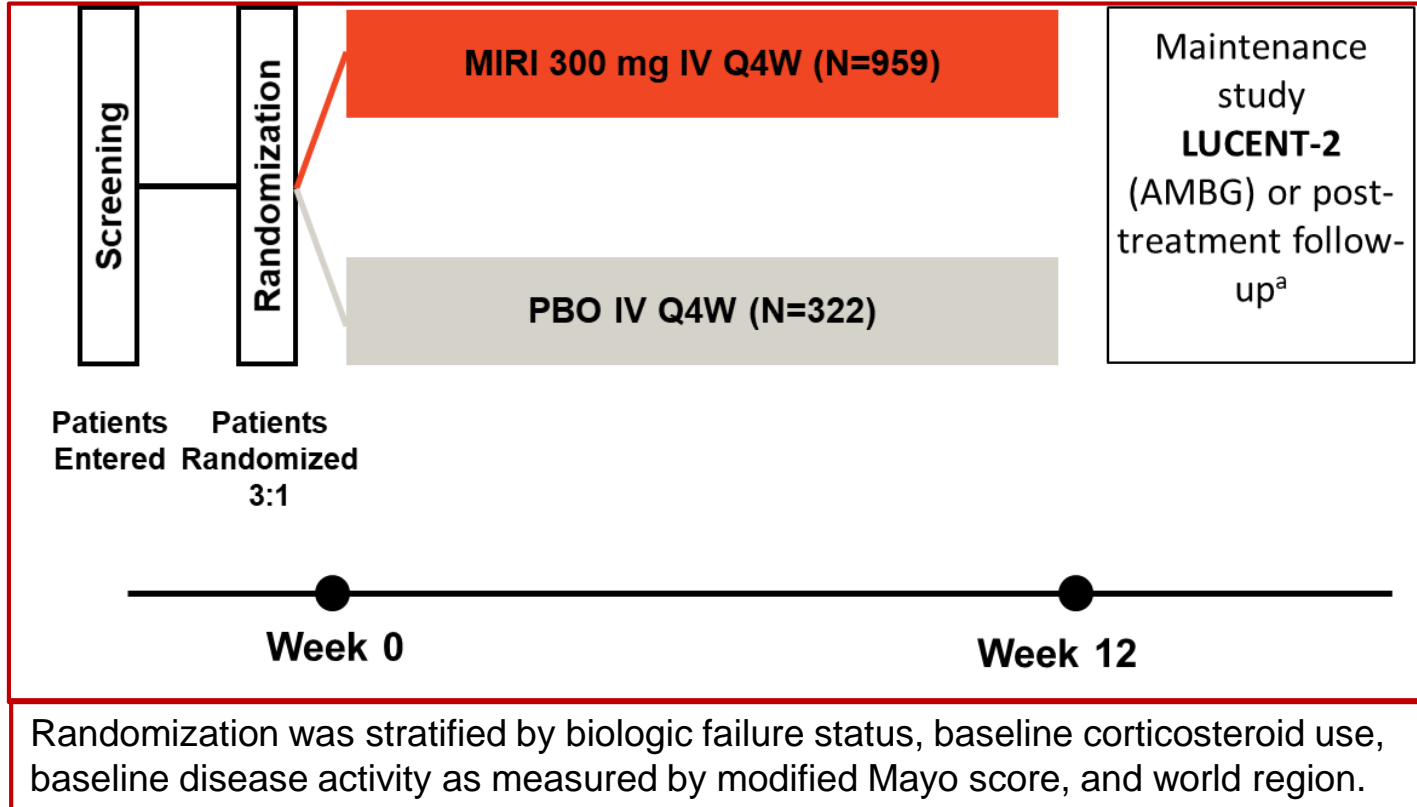 Screening
Randomization
MIRI 300 mg IV Q4W (N=959)
PBO IV Q4W (N=322)
Maintenance
study
LUCENT-2
(AMBG) or post-
treatment follow-
upᵃ
Patients
Entered
Patients
Randomized
3:1
Week 0
Week 12
Randomization was stratified by biologic failure status, baseline corticosteroid use,
baseline disease activity as measured by modified Mayo score, and world region.